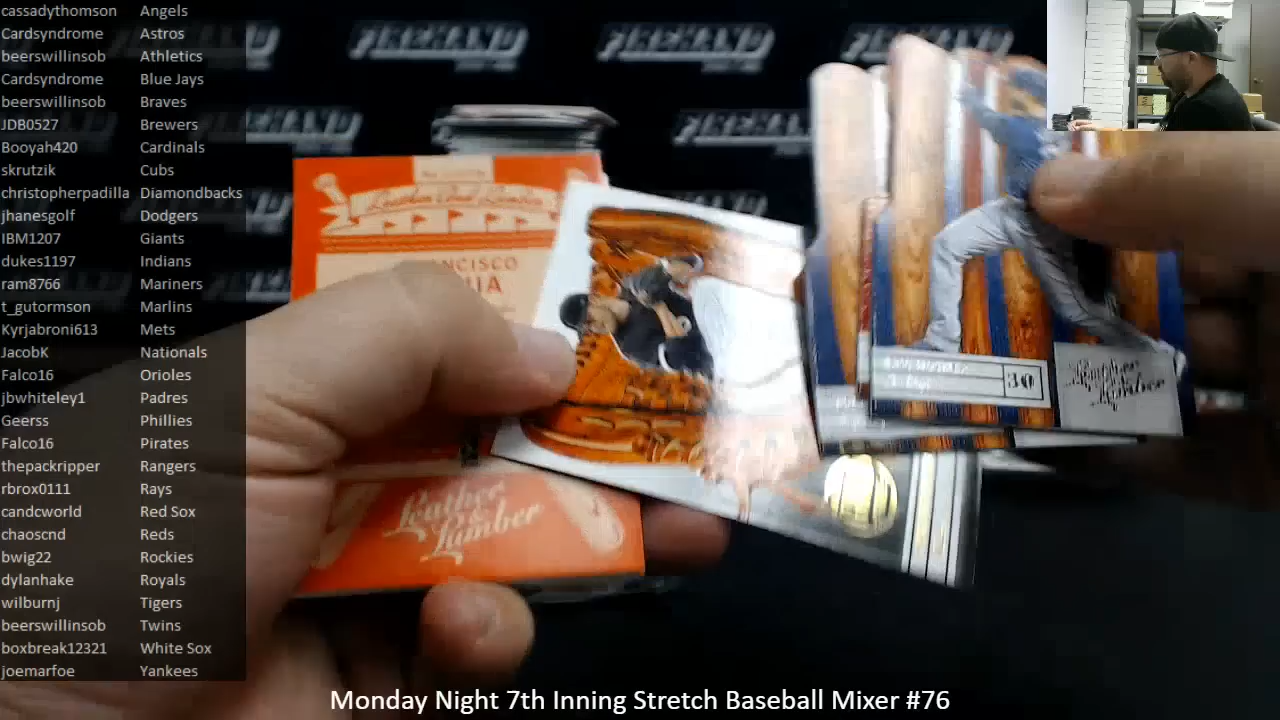 cassadythomson Angels
Cardsyndrome Astros
beerswillinsob Athletics
Cardsyndrome Blue Jays
beerswillinsob Braves
JDB0527 Brewers
Booyah420 Cardinals
skrutzik Cubs
christopherpadilla Diamondbacks
jhanesgolf Dodgers
IBM1207 Giants
dukes1197 Indians
ram8766 Mariners
t_gutormson Marlins
Kyrjabroni613 Mets
JacobK Nationals
Falco16 Orioles
jbwhiteley1 Padres
Geerss Phillies
Falco16 Pirates
thepackripper Rangers
rbrox0111 Rays
candcworld Red Sox
chaoscnd Reds
bwig22 Rockies
dylanhake Royals
wilburnj Tigers
beerswillinsob Twins
boxbreak12321 White Sox
joemarfoe Yankees
Leather and Lumber
Leather & Lumber
30
Leather & Lumber
Monday Night 7th Inning Stretch Baseball Mixer #76